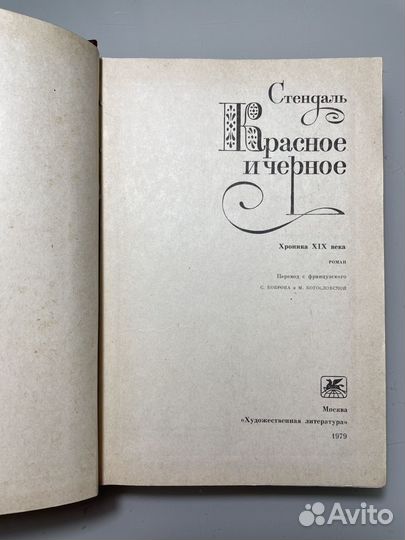 Стендаль
Красное
и черное
Хроника XIX века
РОМАН
Перевод с французского
С. БОБРОВА и М. БОГОСЛОВСКОЙ
Москва
«Художественная литература»
1979
Avito